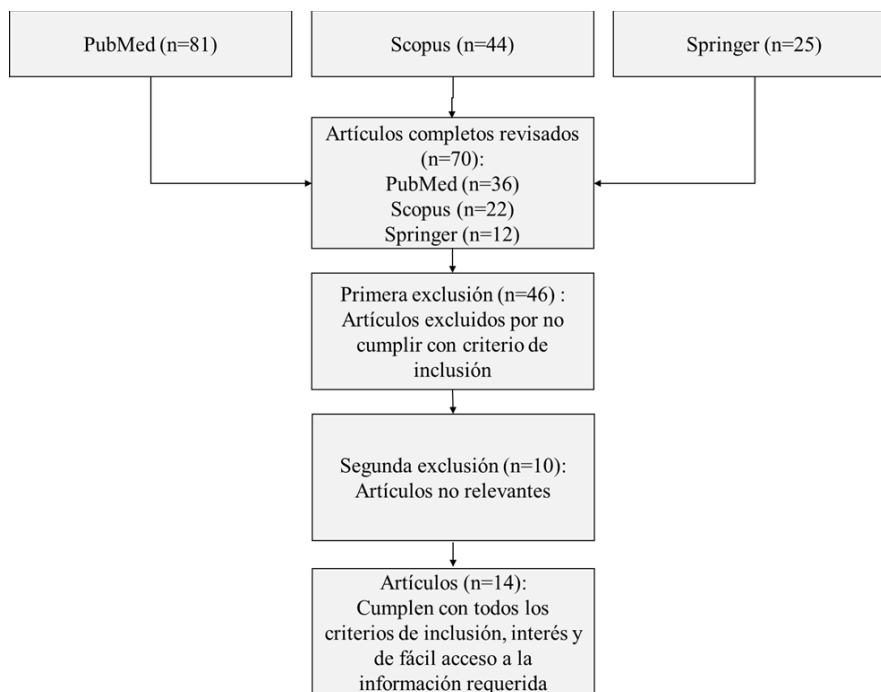 PubMed (n=81)
Scopus (n=44)
Springer (n=25)
Artículos completos revisados
(n=70):
PubMed (n=36)
Scopus (n=22)
Springer (n=12)
Primera exclusión (n=46) :
Artículos excluidos por no
cumplir con criterio de
inclusión
Segunda exclusión (n=10):
Artículos no relevantes
Artículos (n=14):
Cumplen con todos los
criterios de inclusión, interés y
de fácil acceso a la
información requerida